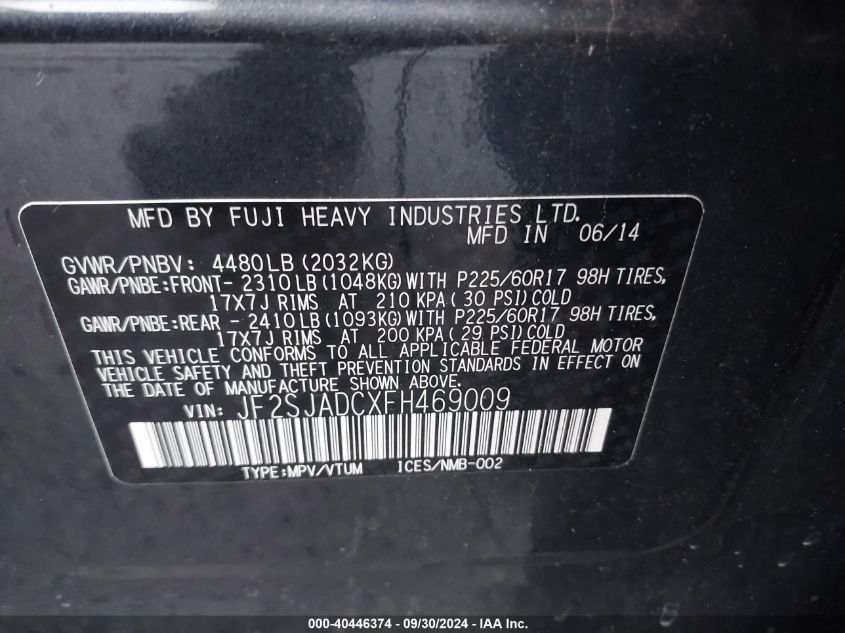 MFD BY FUJI HEAVY INDUSTRIES LTD.
MFD IN 06/14
GVWR/PNBV: 4480LB (2032KG)
GAWR/PNBE:FRONT- 2310LB(1048KG)WITH P225/60R17 98H TIRES,
17X7J RIMS AT 210 KPA( 30 PSI)COLD
GAWR/PNBE:REAR - 2410LB(1093KG)WITH P225/60R17 98H TIRES,
17X7J RIMS AT 200 KPA( 29 PSI)COLD
THIS VEHICLE CONFORMS TO ALL APPLICABLE FEDERAL MOTOR
VEHICLE SAFETY AND THEFT PREVENTION STANDARDS IN EFFECT ON
THE DATE OF MANUFACTURE SHOWN ABOVE.
VIN: JF2SJADCXFH469009
TYPE:MPV/VTUM ICES/NMB-002
000-40446374 - 09/30/2024 - IAA Inc.